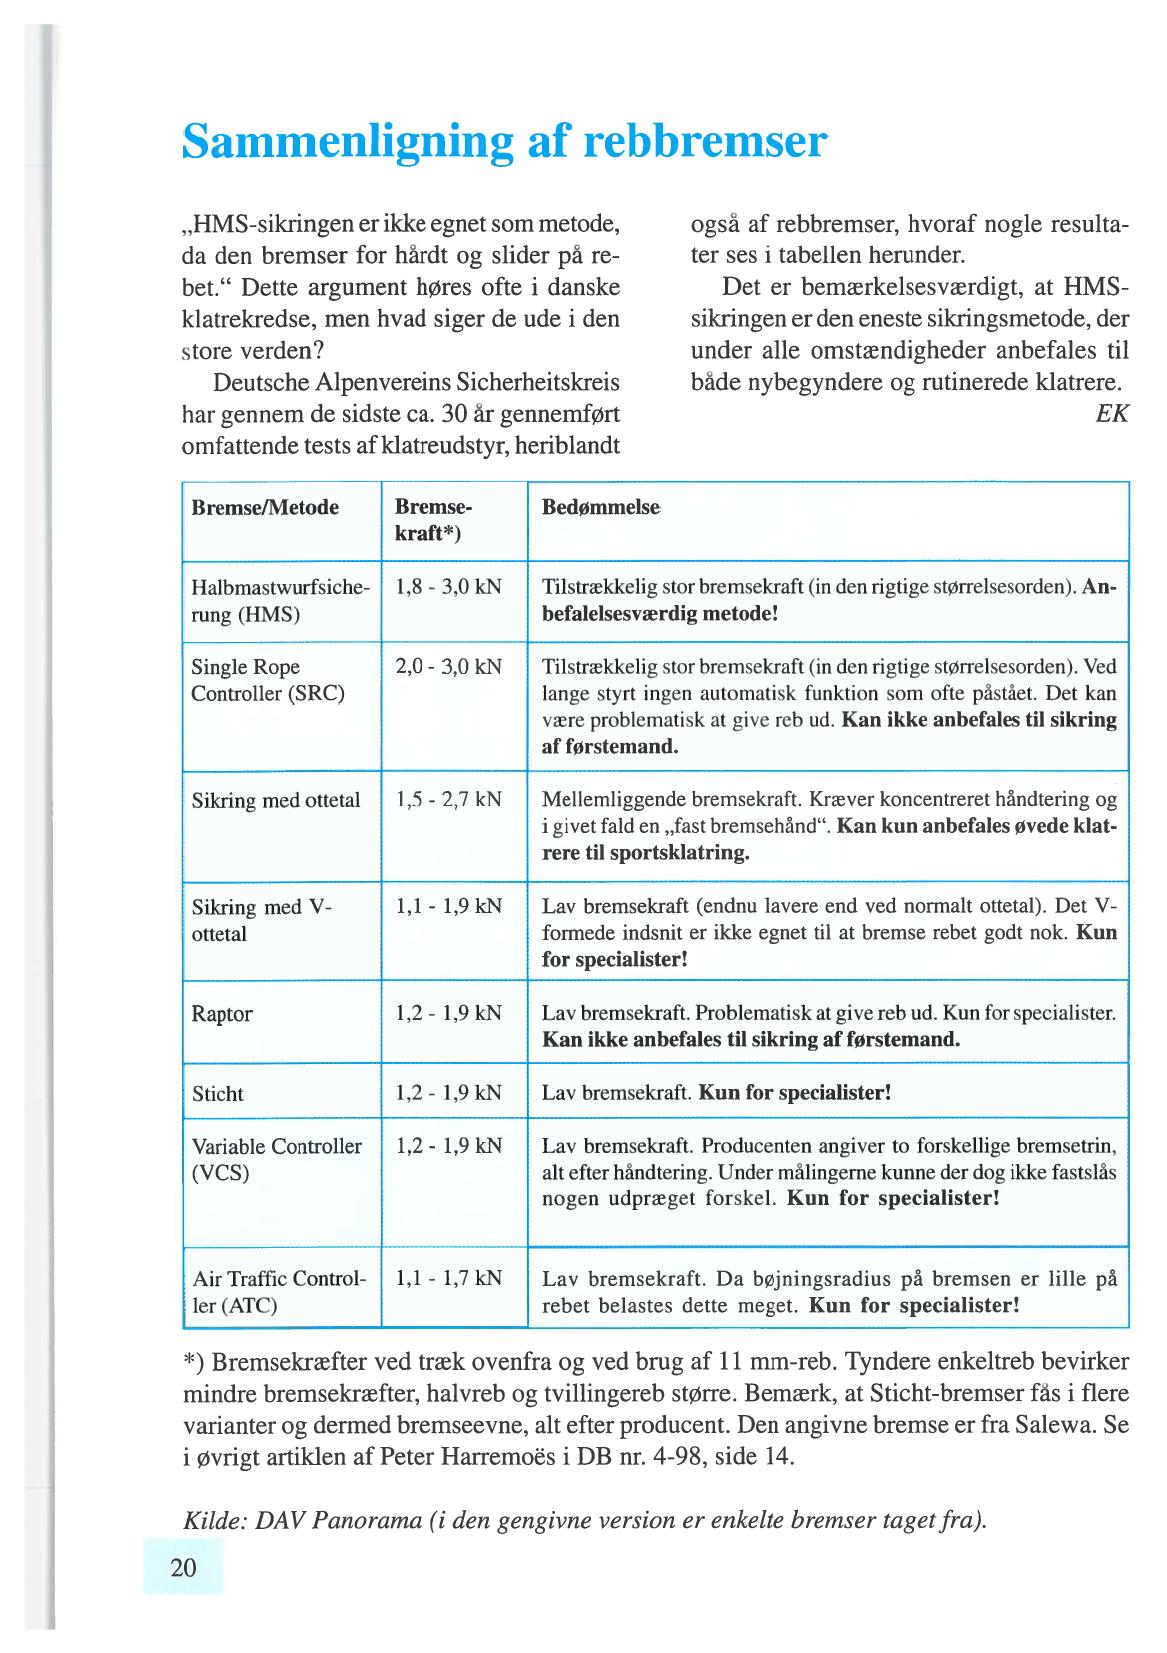 Sammenligning af rebbremser
„HMS-sikringen er ikke egnet som metode,
da den bremser for hårdt og slider på re-
bet.“ Dette argument høres ofte i danske
klatrekredse, men hvad siger de ude i den
store verden?
Deutsche Alpenvereins Sicherheitskreis
har gennem de sidste ca. 30 år gennemført
omfattende tests af klatreudstyr, heriblandt
også af rebbremser, hvoraf nogle resulta-
ter ses i tabellen herunder.
Det er bemærkelsesværdigt, at HMS-
sikringen er den eneste sikringsmetode, der
under alle omstændigheder anbefales til
både nybegyndere og rutinerede klatrere.
EK
Bremse/Metode
Bremse-
kraft*)
Bedømmelse
Halbmastwurfsiche-
rung (HMS)
1,8 - 3,0 kN
Tilstrækkelig stor bremsekraft (in den rigtige størrelsesorden). An-
befalelsesværdig metode!
Single Rope
Controller (SRC)
2,0 - 3,0 kN
Tilstrækkelig stor bremsekraft (in den rigtige størrelsesorden). Ved
lange styrt ingen automatisk funktion som ofte påstået. Det kan
være problematisk at give reb ud. Kan ikke anbefales til sikring
af førstemand.
Sikring med ottetal
1,5 - 2,7 kN
Mellemliggende bremsekraft. Kræver koncentreret håndtering og
i givet fald en „fast bremsehånd“. Kan kun anbefales øvede klat-
rere til sportsklatring.
Sikring med V-
ottetal
1,1 - 1,9 kN
Lav bremsekraft (endnu lavere end ved normalt ottetal). Det V-
formede indsnit er ikke egnet til at bremse rebet godt nok. Kun
for specialister!
Raptor
1,2 - 1,9 kN
Lav bremsekraft. Problematisk at give reb ud. Kun for specialister.
Kan ikke anbefales til sikring af førstemand.
Sticht
1,2 - 1,9 kN
Lav bremsekraft. Kun for specialister!
Variable Controller
(VCS)
1,2 - 1,9 kN
Lav bremsekraft. Producenten angiver to forskellige bremsetrin,
alt efter håndtering. Under målingerne kunne der dog ikke fastslås
nogen udpræget forskel. Kun for specialister!
Air Traffic Control-
ler (ATC)
1,1 - 1,7 kN
Lav bremsekraft. Da bøjningsradius på bremsen er lille på
rebet belastes dette meget. Kun for specialister!
*) Bremsekræfter ved træk ovenfra og ved brug af 11 mm-reb. Tyndere enkeltreb bevirker
mindre bremsekræfter, halvreb og tvillingereb større. Bemærk, at Sticht-bremser fås i flere
varianter og dermed bremseevne, alt efter producent. Den angivne bremse er fra Salewa. Se
i øvrigt artiklen af Peter Harremoës i DB nr. 4-98, side 14.
Kilde: DAV Panorama (i den gengivne version er enkelte bremser taget fra).
20